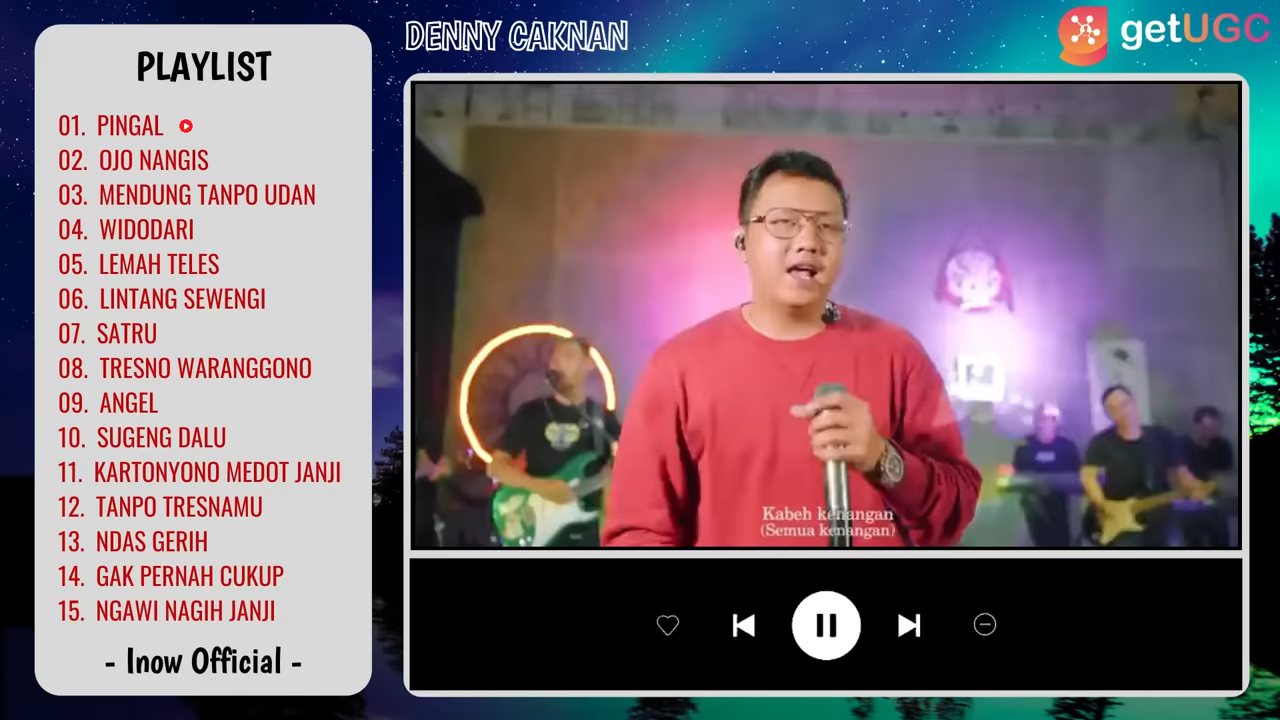 DENNY CAKNAN
getUGC
PLAYLIST
01. PINGAL
02. OJO NANGIS
03. MENDUNG TANPO UDAN
04. WIDODARI
05. LEMAH TELES
06. LINTANG SEWENGI
07. SATRU
08. TRESNO WARANGGONO
09. ANGEL
10. SUGENG DALU
11. KARTONYONO MEDOT JANJI
12. TANPO TRESNAMU
13. NDAS GERIH
14. GAK PERNAH CUKUP
15. NGAWI NAGIH JANJI
- Inow Official -
Kabeh kenangan
(Semua kenangan)